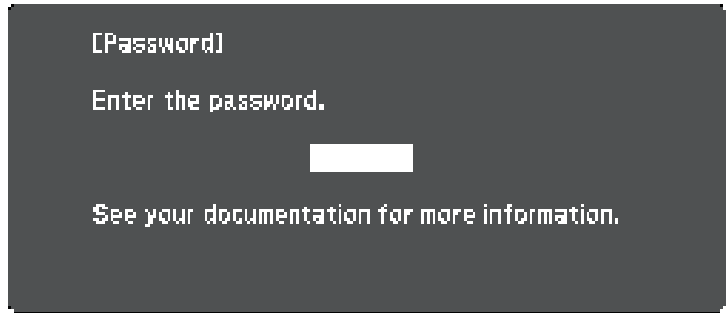 [Password]
Enter the password.
See your documentation for more information.